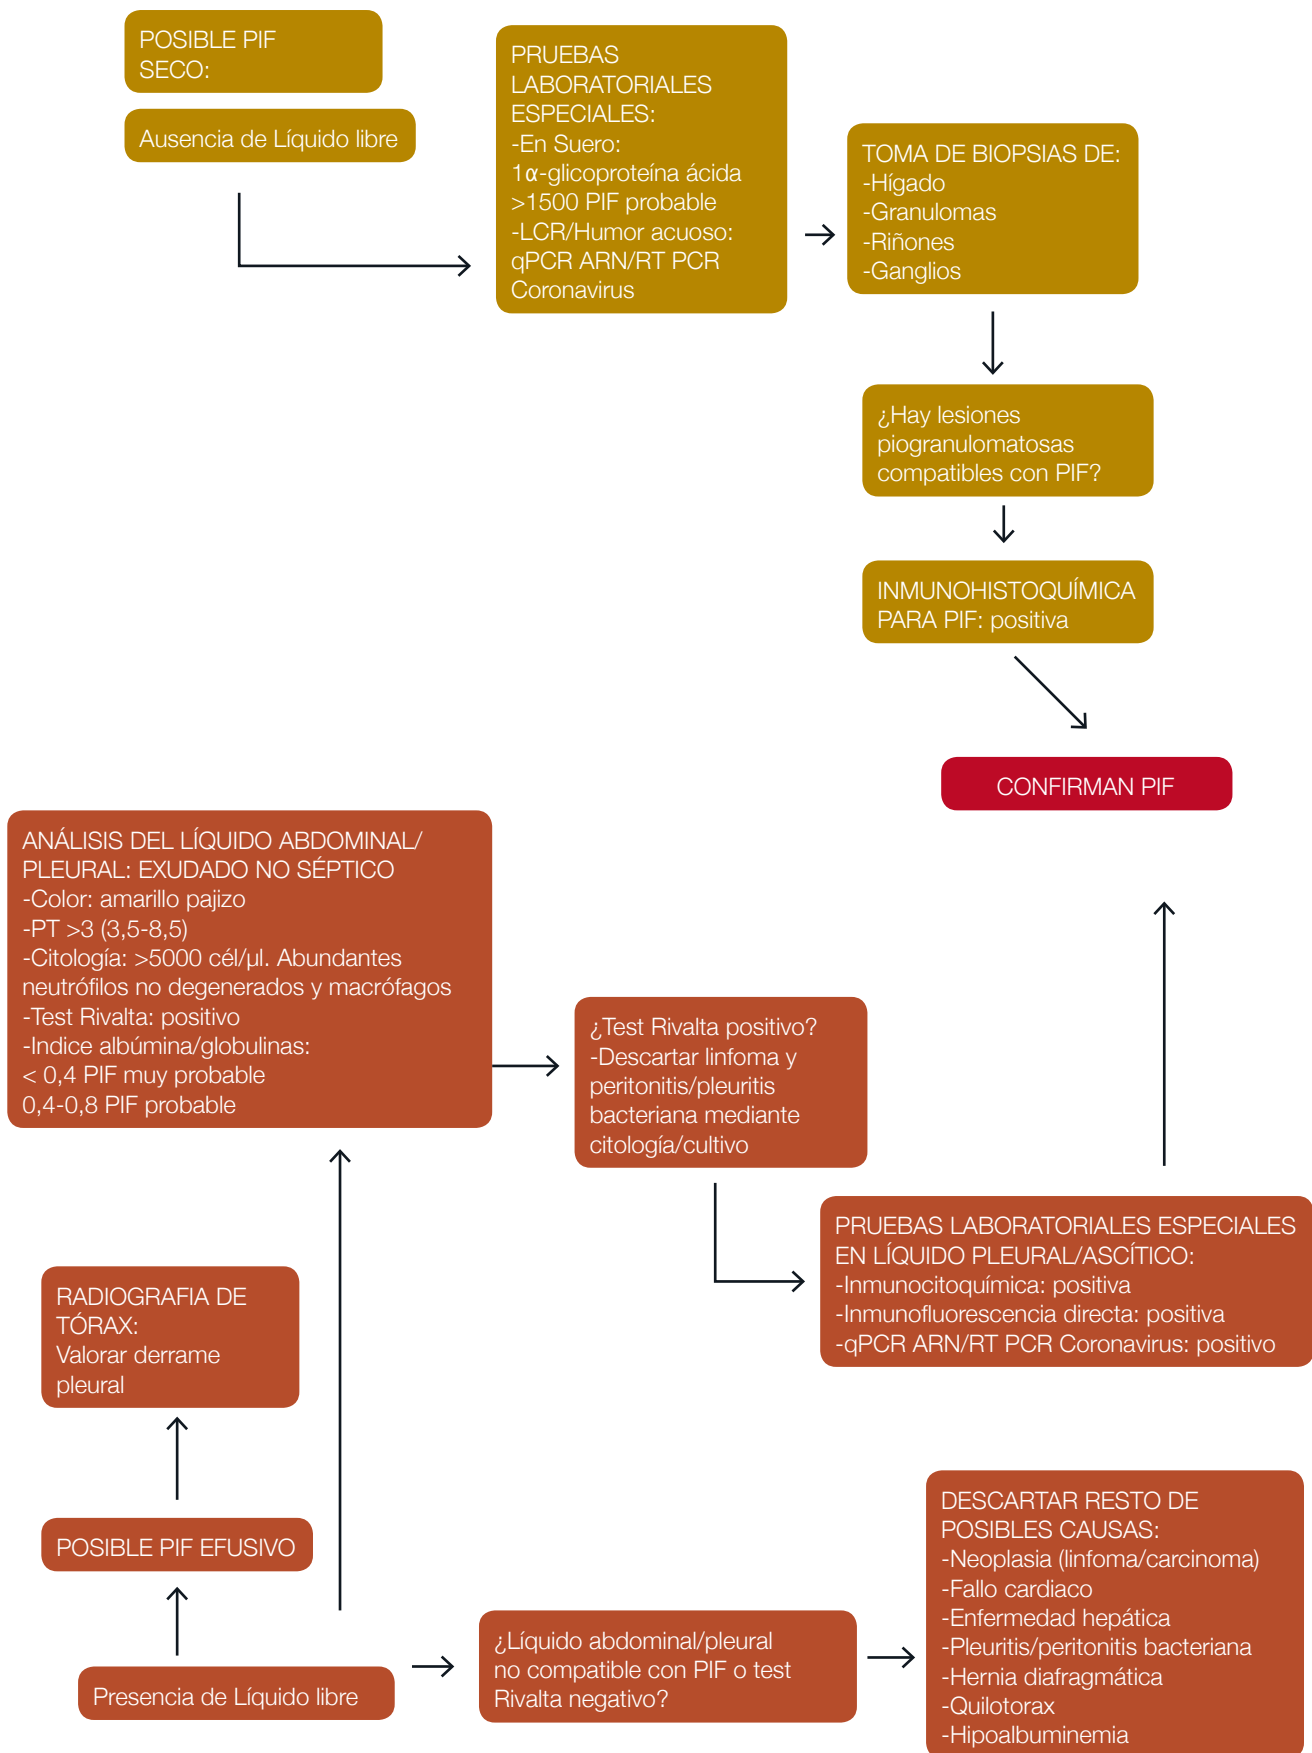 POSIBLE PIF
SECO:
Ausencia de Líquido libre
PRUEBAS
LABORATORIALES
ESPECIALES:
-En Suero:
1α-glicoproteína ácida
>1500 PIF probable
-LCR/Humor acuoso:
qPCR ARN/RT PCR
Coronavirus
TOMA DE BIOPSIAS DE:
-Hígado
-Granulomas
-Riñones
-Ganglios
¿Hay lesiones
piogranulomatosas
compatibles con PIF?
INMUNOHISTOQUÍMICA
PARA PIF: positiva
CONFIRMAN PIF
ANÁLISIS DEL LÍQUIDO ABDOMINAL/
PLEURAL: EXUDADO NO SÉPTICO
-Color: amarillo pajizo
-PT >3 (3,5-8,5)
-Citología: >5000 cél/µl. Abundantes
neutrófilos no degenerados y macrófagos
-Test Rivalta: positivo
-Indice albúmina/globulinas:
< 0,4 PIF muy probable
0,4-0,8 PIF probable
¿Test Rivalta positivo?
-Descartar linfoma y
peritonitis/pleuritis
bacteriana mediante
citología/cultivo
PRUEBAS LABORATORIALES ESPECIALES
EN LÍQUIDO PLEURAL/ASCÍTICO:
-Inmunocitoquímica: positiva
-Inmunofluorescencia directa: positiva
-qPCR ARN/RT PCR Coronavirus: positivo
RADIOGRAFIA DE
TÓRAX:
Valorar derrame
pleural
POSIBLE PIF EFUSIVO
Presencia de Líquido libre
¿Líquido abdominal/pleural
no compatible con PIF o test
Rivalta negativo?
DESCARTAR RESTO DE
POSIBLES CAUSAS:
-Neoplasia (linfoma/carcinoma)
-Fallo cardiaco
-Enfermedad hepática
-Pleuritis/peritonitis bacteriana
-Hernia diafragmática
-Quilotorax
-Hipoalbuminemia